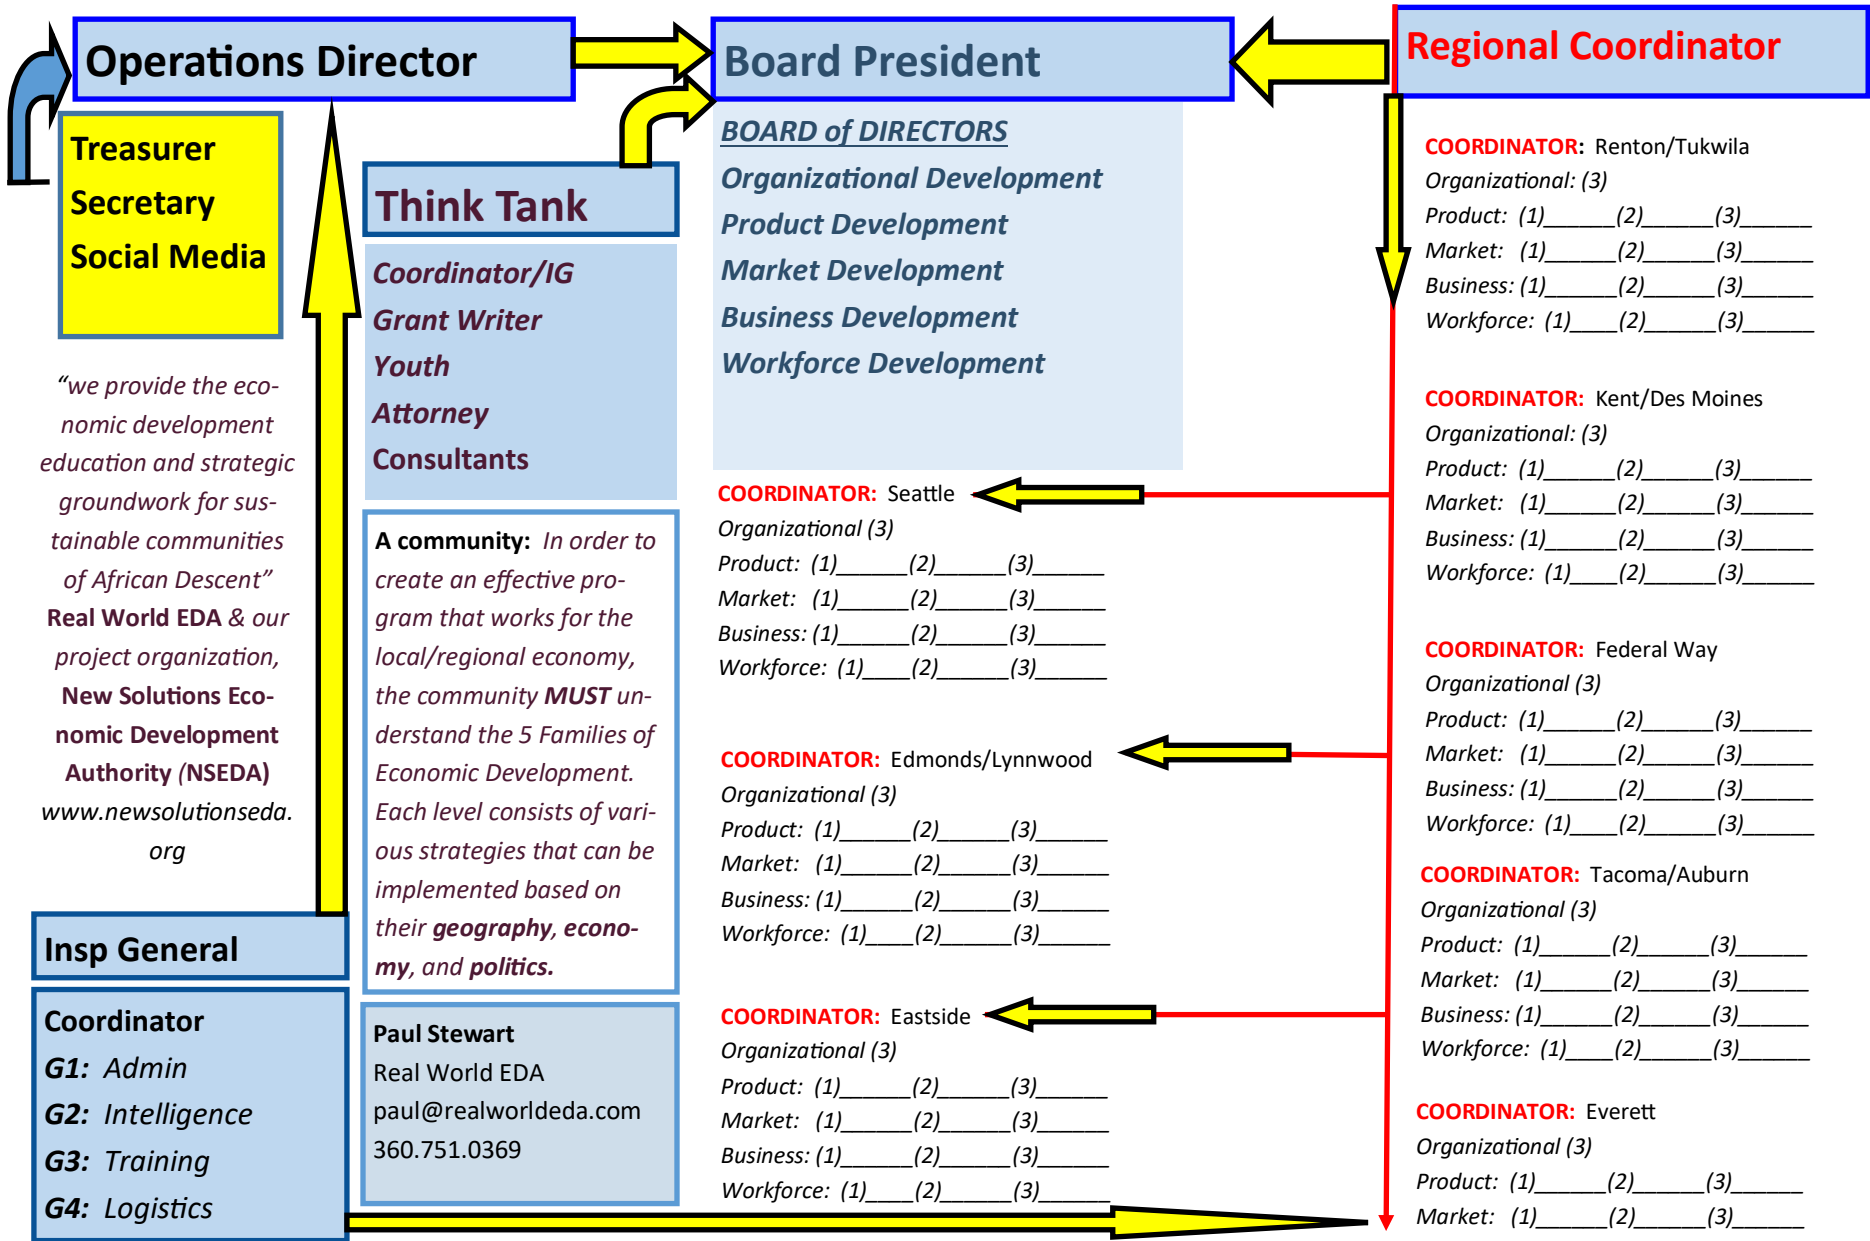 Operations Director
Board President
Regional Coordinator
Treasurer
Secretary
Social Media
“we provide the eco-
nomic development
education and strategic
groundwork for sus-
tainable communities
of African Descent”
Real World EDA & our
project organization,
New Solutions Eco-
nomic Development
Authority (NSEDA)
www.newsolutionseda.
org
Insp General
Coordinator
G1: Admin
G2: Intelligence
G3: Training
G4: Logistics
Think Tank
Coordinator/IG
Grant Writer
Youth
Attorney
Consultants
A community: In order to
create an effective pro-
gram that works for the
local/regional economy,
the community MUST un-
derstand the 5 Families of
Economic Development.
Each level consists of vari-
ous strategies that can be
implemented based on
their geography, econo-
my, and politics.
Paul Stewart
Real World EDA
paul@realworldeda.com
360.751.0369
BOARD of DIRECTORS
Organizational Development
Product Development
Market Development
Business Development
Workforce Development
COORDINATOR: Seattle
Organizational (3)
Product: (1)______(2)______(3)______
Market: (1)______(2)______(3)______
Business: (1)______(2)______(3)______
Workforce: (1)____(2)______(3)______
COORDINATOR: Edmonds/Lynnwood
Organizational (3)
Product: (1)______(2)______(3)______
Market: (1)______(2)______(3)______
Business: (1)______(2)______(3)______
Workforce: (1)____(2)______(3)______
COORDINATOR: Eastside
Organizational (3)
Product: (1)______(2)______(3)______
Market: (1)______(2)______(3)______
Business: (1)______(2)______(3)______
Workforce: (1)____(2)______(3)______
COORDINATOR: Renton/Tukwila
Organizational: (3)
Product: (1)______(2)______(3)______
Market: (1)______(2)______(3)______
Business: (1)______(2)______(3)______
Workforce: (1)____(2)______(3)______
COORDINATOR: Kent/Des Moines
Organizational: (3)
Product: (1)______(2)______(3)______
Market: (1)______(2)______(3)______
Business: (1)______(2)______(3)______
Workforce: (1)____(2)______(3)______
COORDINATOR: Federal Way
Organizational (3)
Product: (1)______(2)______(3)______
Market: (1)______(2)______(3)______
Business: (1)______(2)______(3)______
Workforce: (1)____(2)______(3)______
COORDINATOR: Tacoma/Auburn
Organizational (3)
Product: (1)______(2)______(3)______
Market: (1)______(2)______(3)______
Business: (1)______(2)______(3)______
Workforce: (1)____(2)______(3)______
COORDINATOR: Everett
Organizational (3)
Product: (1)______(2)______(3)______
Market: (1)______(2)______(3)______